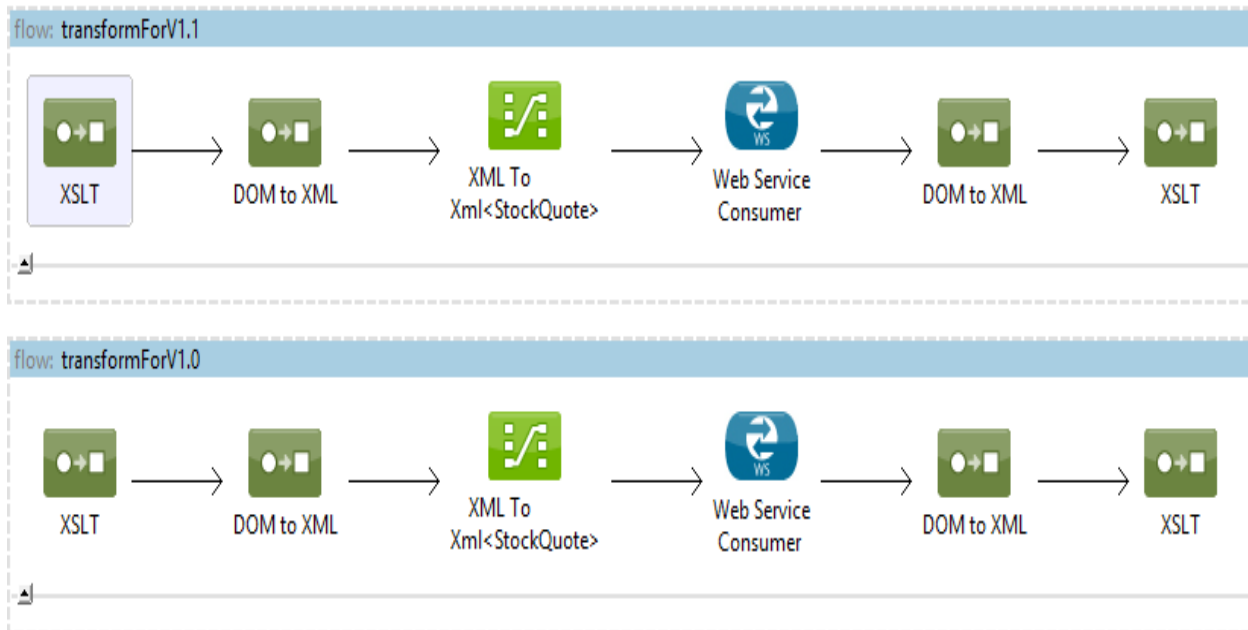 flow: transformForV1.1
WS
XSLT
DOM to XML
XML To
Xml<StockQuote>
Web Service
Consumer
DOM to XML
XSLT
flow: transformForV1.0
WS
XSLT
DOM to XML
XML To
Xml<StockQuote>
Web Service
Consumer
DOM to XML
XSLT